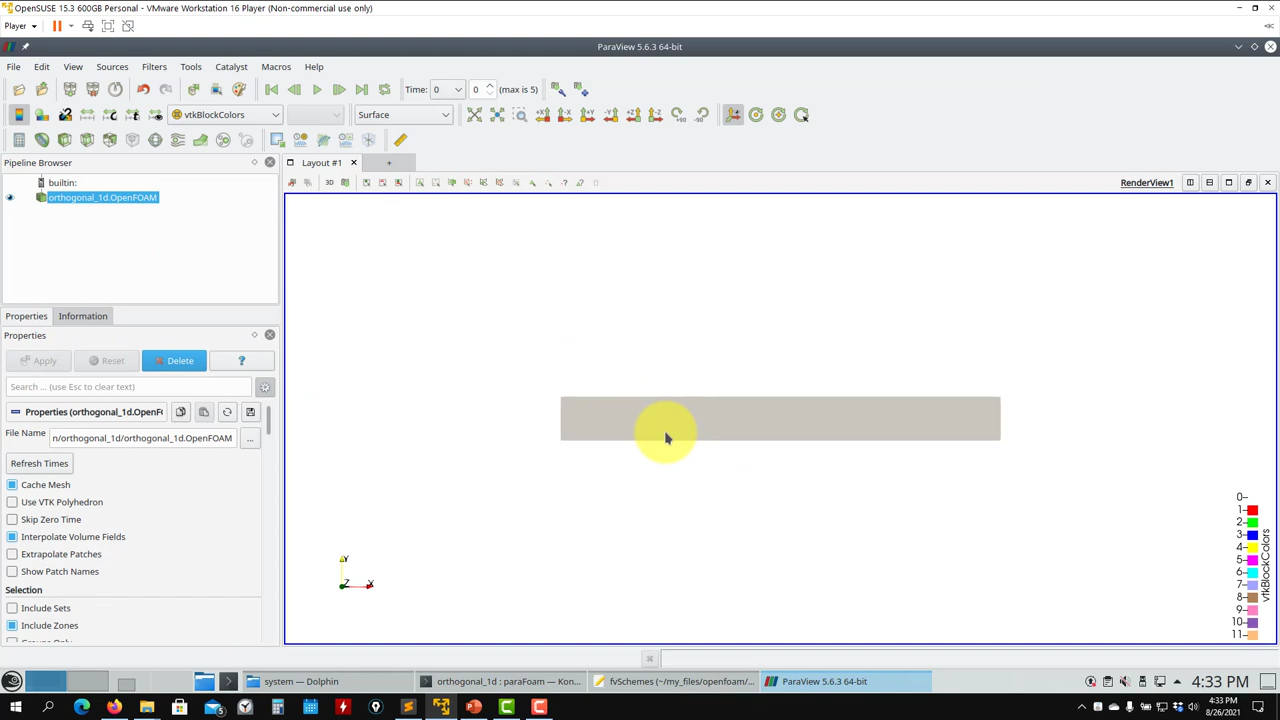 OpenSUSE 15.3 600GB Personal - VMware Workstation 16 Player (Non-commercial use only)
Player
ParaView 5.6.3 64-bit
File Edit View Sources Filters Tools Catalyst Macros Help
Time: 0 0 (max is 5)
vtkBlockColors Surface
+X -X +Y -Y +Z -Z +90 -90
Pipeline Browser
Layout #1 +
builtin:
3D RenderView1
orthogonal_1d.OpenFOAM
Properties Information
Properties
Apply Reset Delete ?
Search ... (use Esc to clear text)
Properties (orthogonal_1d.OpenF
File Name n/orthogonal_1d/orthogonal_1d.OpenFOAM ...
Refresh Times
Cache Mesh
Use VTK Polyhedron
Skip Zero Time
Interpolate Volume Fields
Extrapolate Patches
Show Patch Names
Selection
Include Sets
Include Zones
Y
Z X
0
1
2
3
4
5
6
7
8
9
10
11
vtkBlockColors
system — Dolphin
orthogonal_1d : paraFoam — Kon...
fvSchemes (~/my_files/openfoam/...
ParaView 5.6.3 64-bit
4:33 PM
4:33 PM
8/26/2021